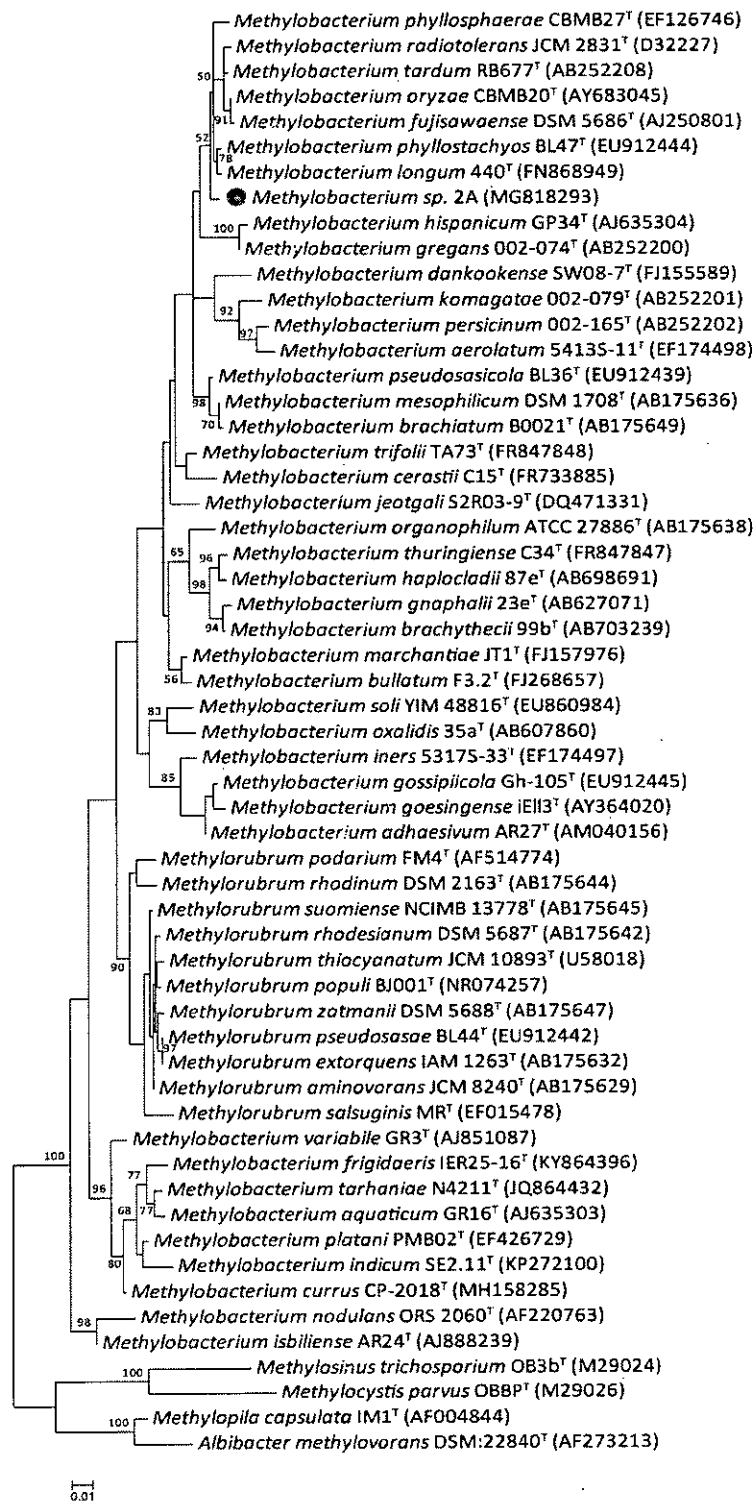 Methylobacterium phyllosphaerae CBMB27ᵀ (EF126746)
Methylobacterium radiotolerans JCM 2831ᵀ (D32227)
50
Methylobacterium tardum RB677ᵀ (AB252208)
Methylobacterium oryzae CBMB20ᵀ (AY683045)
91
Methylobacterium fujisawaense DSM 5686ᵀ (AJ250801)
52
Methylobacterium phyllostachyos BL47ᵀ (EU912444)
78
Methylobacterium longum 440ᵀ (FN868949)
Methylobacterium sp. 2A (MG818293)
Methylobacterium hispanicum GP34ᵀ (AJ635304)
100
Methylobacterium gregans 002-074ᵀ (AB252200)
Methylobacterium dankookense SW08-7ᵀ (FJ155589)
Methylobacterium komagatae 002-079ᵀ (AB252201)
92
Methylobacterium persicinum 002-165ᵀ (AB252202)
97
Methylobacterium aerolatum 5413S-11ᵀ (EF174498)
Methylobacterium pseudosasicola BL36ᵀ (EU912439)
98
Methylobacterium mesophilicum DSM 1708ᵀ (AB175636)
70
Methylobacterium brachiatum B0021ᵀ (AB175649)
Methylobacterium trifolii TA73ᵀ (FR847848)
Methylobacterium cerastii C15ᵀ (FR733885)
Methylobacterium jeotgali S2R03-9ᵀ (DQ471331)
Methylobacterium organophilum ATCC 27886ᵀ (AB175638)
65
96
Methylobacterium thuringiense C34ᵀ (FR847847)
Methylobacterium haplocladii 87eᵀ (AB698691)
98
Methylobacterium gnaphalii 23eᵀ (AB627071)
94
Methylobacterium brachythecii 99bᵀ (AB703239)
Methylobacterium marchantiae JT1ᵀ (FJ157976)
56
Methylobacterium bullatum F3.2ᵀ (FJ268657)
Methylobacterium soli YIM 48816ᵀ (EU860984)
83
Methylobacterium oxalidis 35aᵀ (AB607860)
Methylobacterium iners 5317S-33ᵀ (EF174497)
85
Methylobacterium gossipiicola Gh-105ᵀ (EU912445)
Methylobacterium goesingense iEII3ᵀ (AY364020)
Methylobacterium adhaesivum AR27ᵀ (AM040156)
Methylorubrum podarium FM4ᵀ (AF514774)
Methylorubrum rhodinum DSM 2163ᵀ (AB175644)
Methylorubrum suomiense NCIMB 13778ᵀ (AB175645)
Methylorubrum rhodesianum DSM 5687ᵀ (AB175642)
90
Methylorubrum thiocyanatum JCM 10893ᵀ (U58018)
Methylorubrum populi BJ001ᵀ (NR074257)
Methylorubrum zatmanii DSM 5688ᵀ (AB175647)
Methylorubrum pseudosasae BL44ᵀ (EU912442)
97
Methylorubrum extorquens IAM 1263ᵀ (AB175632)
Methylorubrum aminovorans JCM 8240ᵀ (AB175629)
Methylorubrum salsuginis MRᵀ (EF015478)
Methylobacterium variabile GR3ᵀ (AJ851087)
100
Methylobacterium frigidaeris IER25-16ᵀ (KY864396)
77
96
Methylobacterium tarhaniae N4211ᵀ (JQ864432)
68
77
Methylobacterium aquaticum GR16ᵀ (AJ635303)
Methylobacterium platani PMB02ᵀ (EF426729)
80
Methylobacterium indicum SE2.11ᵀ (KP272100)
Methylobacterium currus CP-2018ᵀ (MH158285)
Methylobacterium nodulans ORS 2060ᵀ (AF220763)
98
Methylobacterium isbiliense AR24ᵀ (AJ888239)
Methylosinus trichosporium OB3bᵀ (M29024)
100
Methylocystis parvus OBBPᵀ (M29026)
Methylopila capsulata IM1ᵀ (AF004844)
100
Albibacter methylovorans DSM:22840ᵀ (AF273213)
0.01